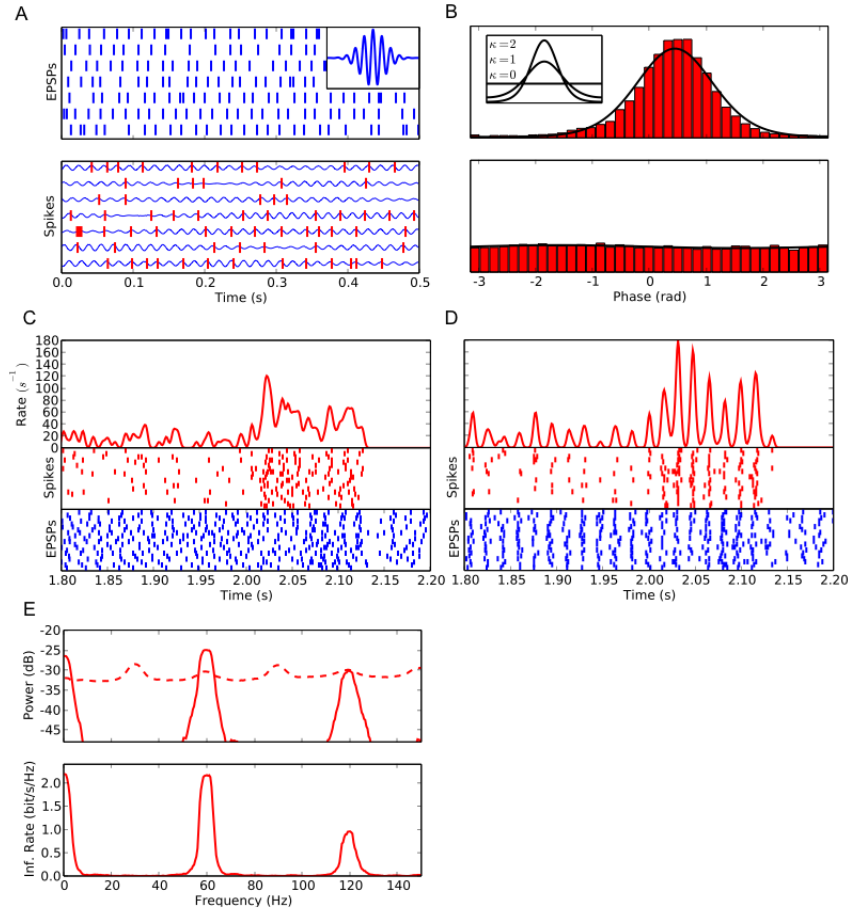 A
EPSPs
Spikes
0.0 0.1 0.2 0.3 0.4 0.5
Time (s)
B
κ=2
κ=1
κ=0
-3 -2 -1 0 1 2 3
Phase (rad)
C
180
160
140
120
100
80
60
40
20
0
Rate (s⁻¹)
Spikes
EPSPs
1.80 1.85 1.90 1.95 2.00 2.05 2.10 2.15 2.20
Time (s)
D
Spikes
EPSPs
1.80 1.85 1.90 1.95 2.00 2.05 2.10 2.15 2.20
Time (s)
E
-20
-25
-30
-35
-40
-45
Power (dB)
2.0
1.5
1.0
0.5
0.0
Inf. Rate (bit/s/Hz)
0 20 40 60 80 100 120 140
Frequency (Hz)